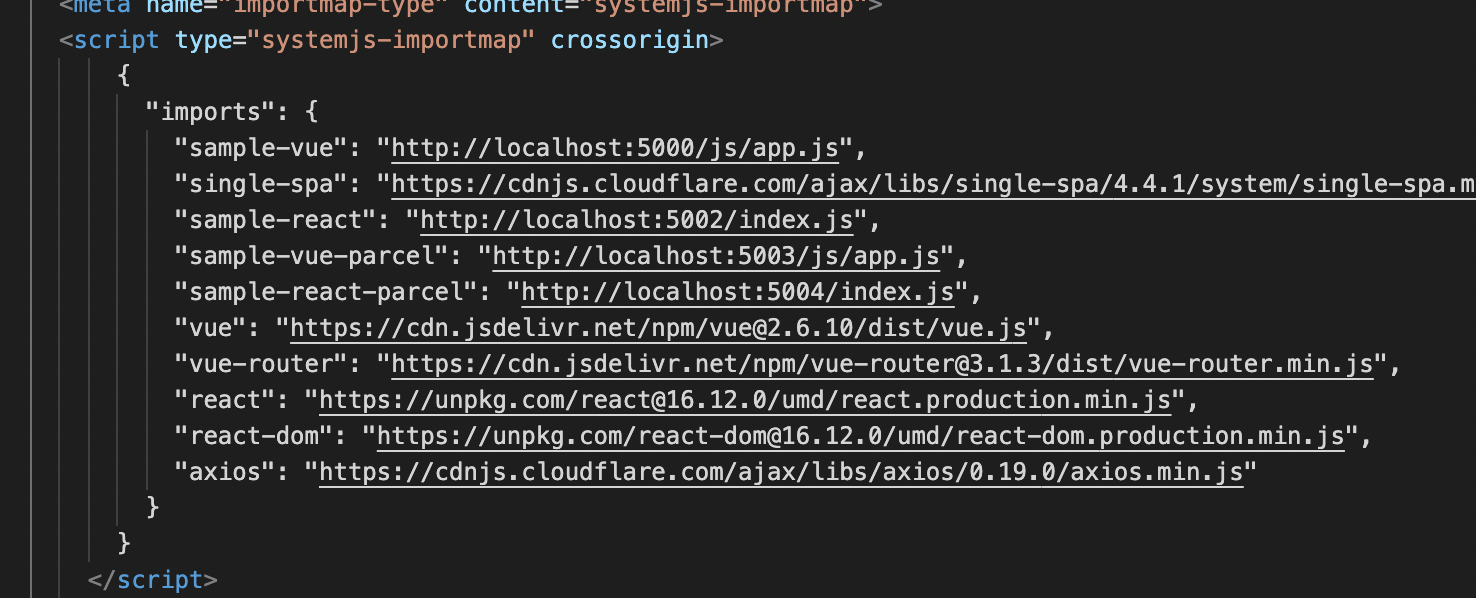 <meta name="importmap-type" content="systemjs-importmap">
<script type="systemjs-importmap" crossorigin>
{
"imports": {
"sample-vue": "http://localhost:5000/js/app.js",
"single-spa": "https://cdnjs.cloudflare.com/ajax/libs/single-spa/4.4.1/system/single-spa.m
"sample-react": "http://localhost:5002/index.js",
"sample-vue-parcel": "http://localhost:5003/js/app.js",
"sample-react-parcel": "http://localhost:5004/index.js",
"vue": "https://cdn.jsdelivr.net/npm/vue@2.6.10/dist/vue.js",
"vue-router": "https://cdn.jsdelivr.net/npm/vue-router@3.1.3/dist/vue-router.min.js",
"react": "https://unpkg.com/react@16.12.0/umd/react.production.min.js",
"react-dom": "https://unpkg.com/react-dom@16.12.0/umd/react-dom.production.min.js",
"axios": "https://cdnjs.cloudflare.com/ajax/libs/axios/0.19.0/axios.min.js"
}
}
</script>